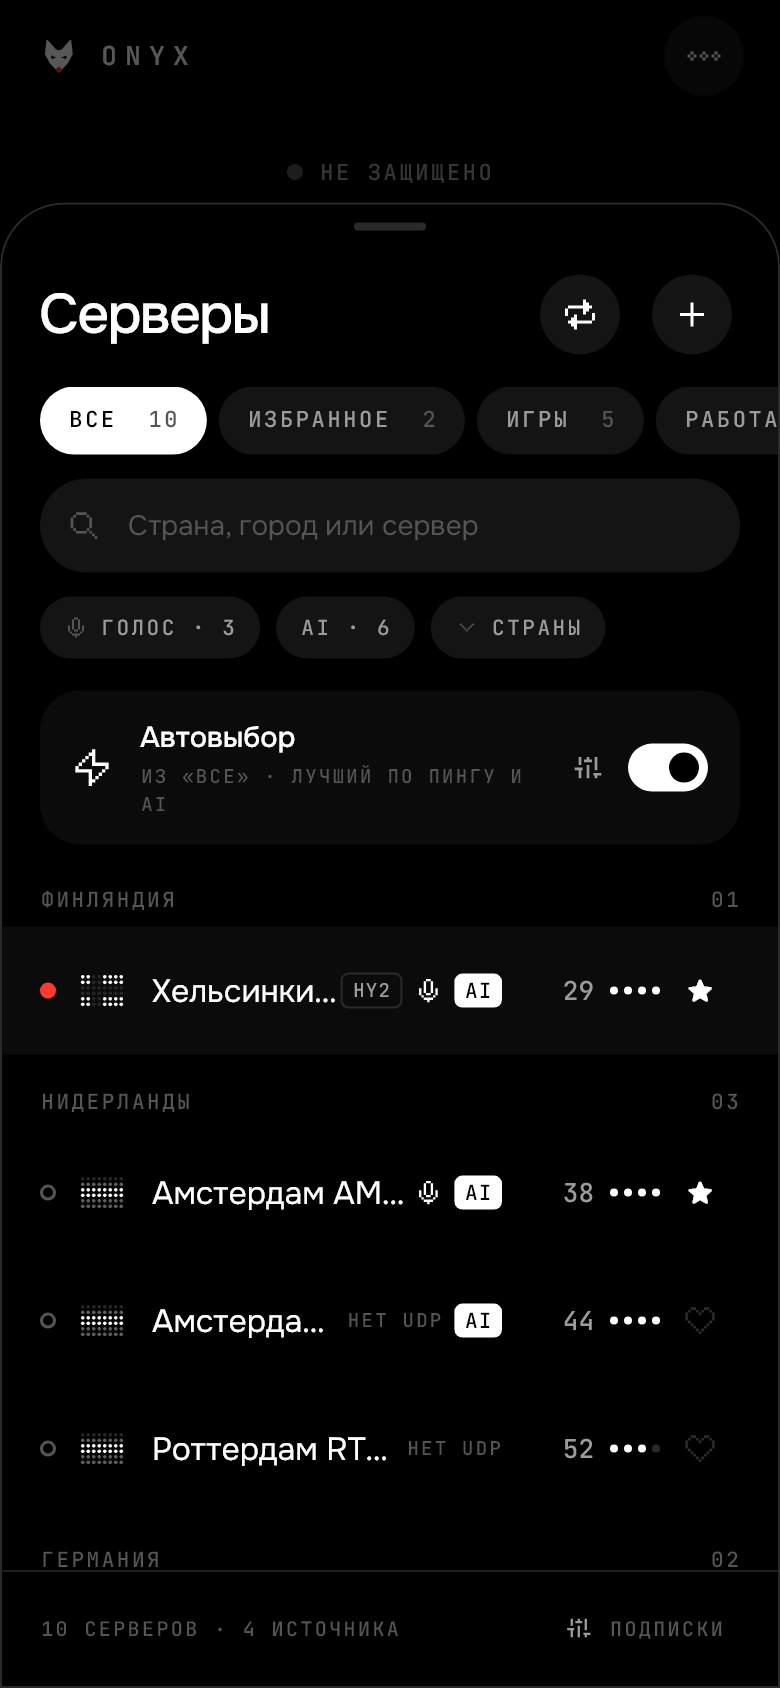 ONYX
НЕ ЗАЩИЩЕНО
Серверы
ВСЕ 10 ИЗБРАННОЕ 2 ИГРЫ 5 РАБОТА
Страна, город или сервер
ГОЛОС · 3 AI · 6 СТРАНЫ
Автовыбор
ИЗ «ВСЕ» · ЛУЧШИЙ ПО ПИНГУ И
AI
ФИНЛЯНДИЯ 01
Хельсинки... HY2 AI 29
НИДЕРЛАНДЫ 03
Амстердам AM... AI 38
Амстерда... НЕТ UDP AI 44
Роттердам RT... НЕТ UDP 52
ГЕРМАНИЯ 02
10 СЕРВЕРОВ · 4 ИСТОЧНИКА ПОДПИСКИ